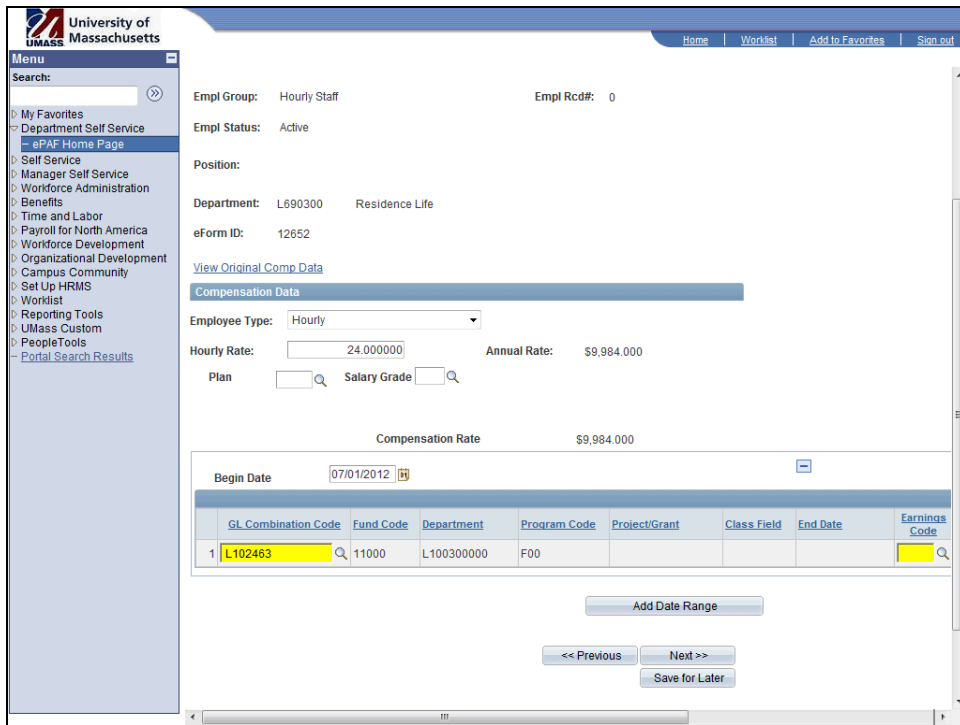 University of
UMASS Massachusetts
Home | Worklist | Add to Favorites | Sign out
Menu
Search:
My Favorites
Department Self Service
– ePAF Home Page
Self Service
Manager Self Service
Workforce Administration
Benefits
Time and Labor
Payroll for North America
Workforce Development
Organizational Development
Campus Community
Set Up HRMS
Worklist
Reporting Tools
UMass Custom
PeopleTools
– Portal Search Results
Empl Group: Hourly Staff Empl Rcd#: 0
Empl Status: Active
Position:
Department: L690300 Residence Life
eForm ID: 12652
View Original Comp Data
Compensation Data
Employee Type: Hourly
Hourly Rate: 24.000000 Annual Rate: $9,984.000
Plan Salary Grade
Compensation Rate $9,984.000
Begin Date 07/01/2012
GL Combination Code Fund Code Department Program Code Project/Grant Class Field End Date Earnings Code
1 L102463 11000 L100300000 F00
Add Date Range
<< Previous Next >>
Save for Later